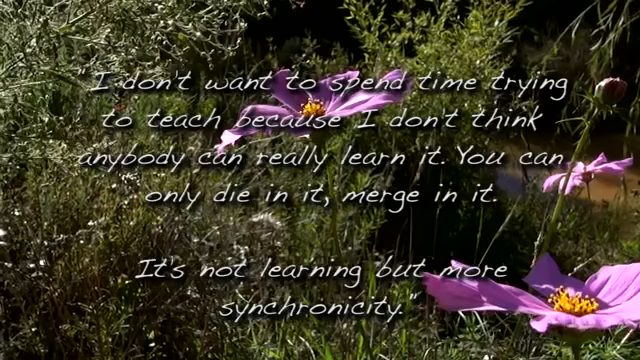 "I don't want to spend time trying
to teach because I don't think
anybody can really learn it. You can
only die in it, merge in it.
It's not learning but more
synchronicity."